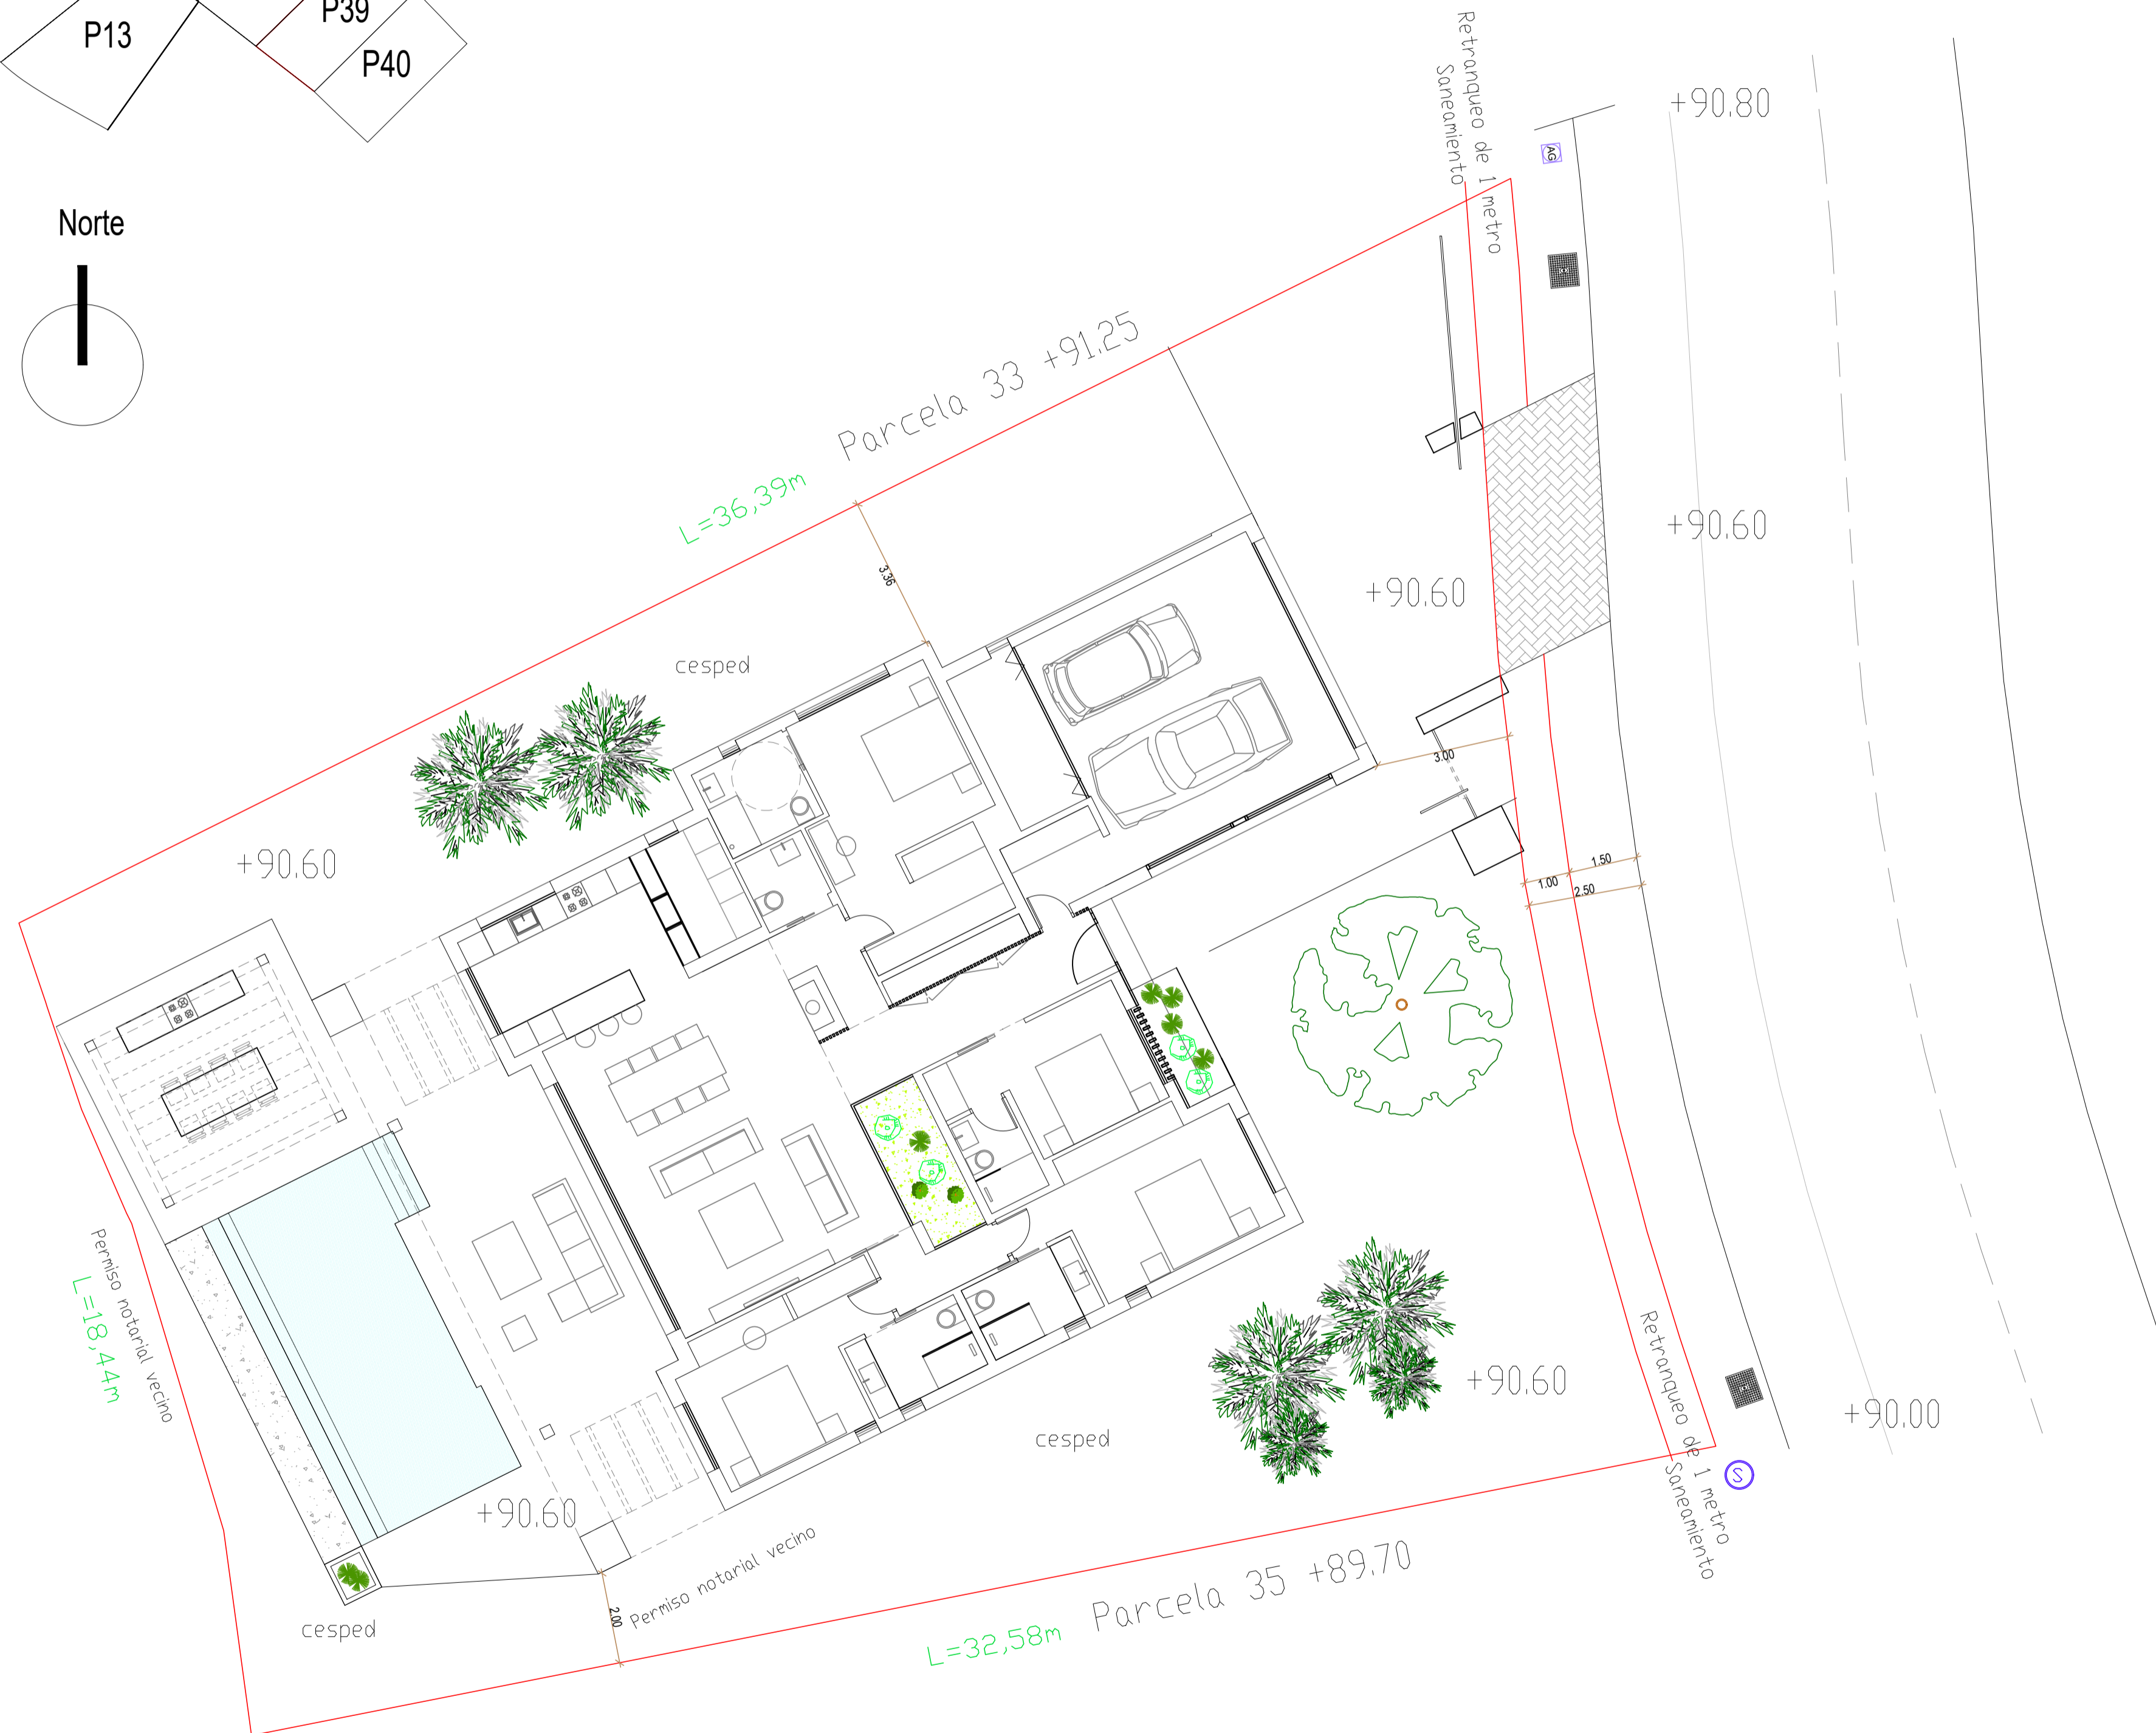 P39
P13
P40
Norte
Retranqueo de 1 metro
Saneamiento
+90.80
AG
Parcela 33 +91.25
L=36,39m
+90.60
3.36
+90.60
cesped
3.00
+90.60
1.50
1.00
2.50
Permiso notarial vecino
L=18,44m
Retranqueo de 1 metro
Saneamiento
+90.60
+90.00
cesped
S
+90.60
Permiso notarial vecino
Parcela 35 +89.70
2.00
cesped
L=32,58m